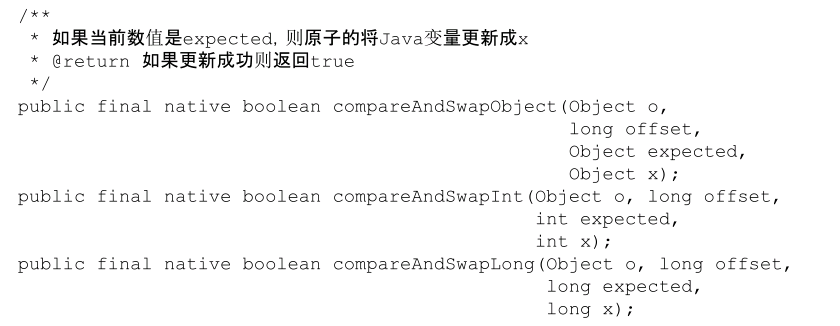 /**
 * 如果当前数值是expected,则原子的将Java变量更新成x
 * @return 如果更新成功则返回true
 */
public final native boolean compareAndSwapObject(Object o,
                                                 long offset,
                                                 Object expected,
                                                 Object x);
public final native boolean compareAndSwapInt(Object o, long offset,
                                              int expected,
                                              int x);
public final native boolean compareAndSwapLong(Object o, long offset,
                                               long expected,
                                               long x);